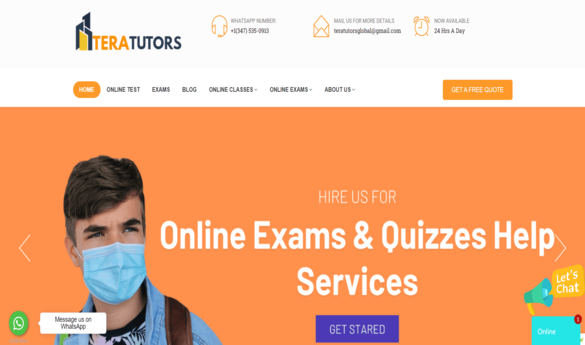 TERATUTORS
WHATSAPP NUMBER:
+1(347) 535-0913
MAIL US FOR MORE DETAILS
teratutorsglobal@gmail.com
NOW AVAILABLE
24 Hrs A Day
HOME
ONLINE TEST
EXAMS
BLOG
ONLINE CLASSES
ONLINE EXAMS
ABOUT US
GET A FREE QUOTE
HIRE US FOR
Online Exams & Quizzes Help
Services
GET STARED
Let's
Chat
Message us on
WhatsApp
Online
1